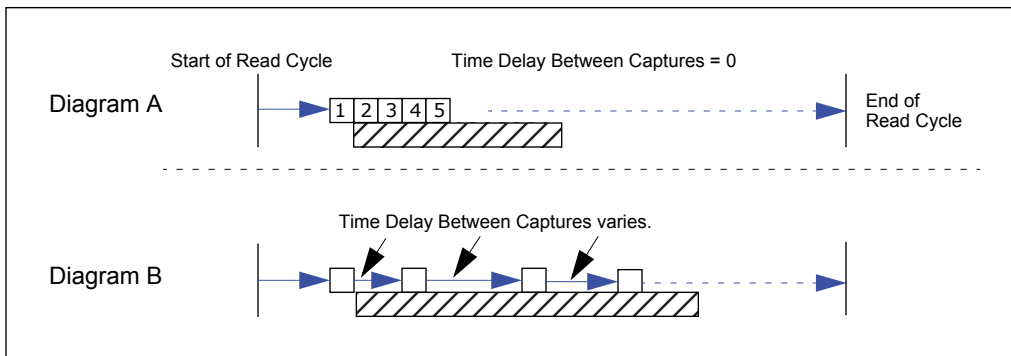 Start of Read Cycle
Time Delay Between Captures = 0
Diagram A
1 2 3 4 5
End of
Read Cycle
Time Delay Between Captures varies.
Diagram B